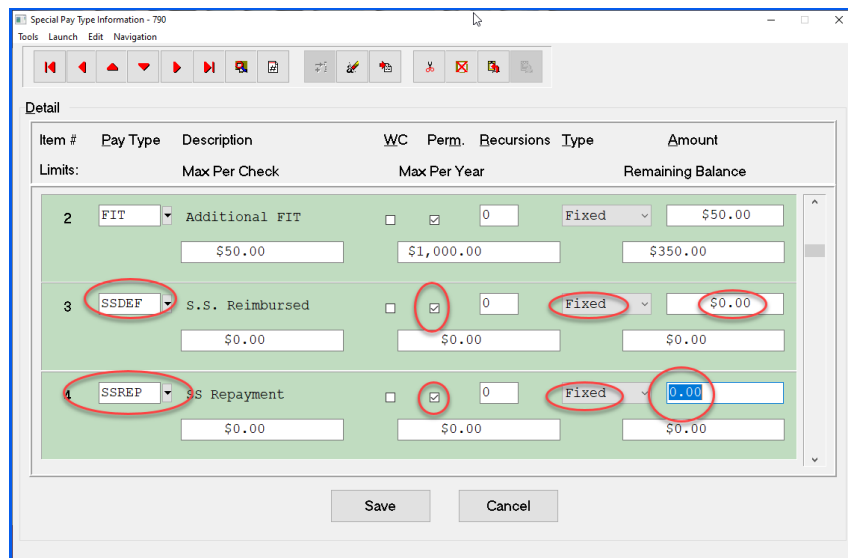 Special Pay Type Information - 790
Tools Launch Edit Navigation
Detail
Item # Pay Type Description WC Perm. Recursions Type Amount
Limits: Max Per Check Max Per Year Remaining Balance
2 FIT Additional FIT 0 Fixed $50.00
$50.00 $1,000.00 $350.00
3 SSDEF S.S. Reimbursed 0 Fixed $0.00
$0.00 $0.00 $0.00
4 SSREP SS Repayment 0 Fixed 0.00
$0.00 $0.00 $0.00
Save Cancel